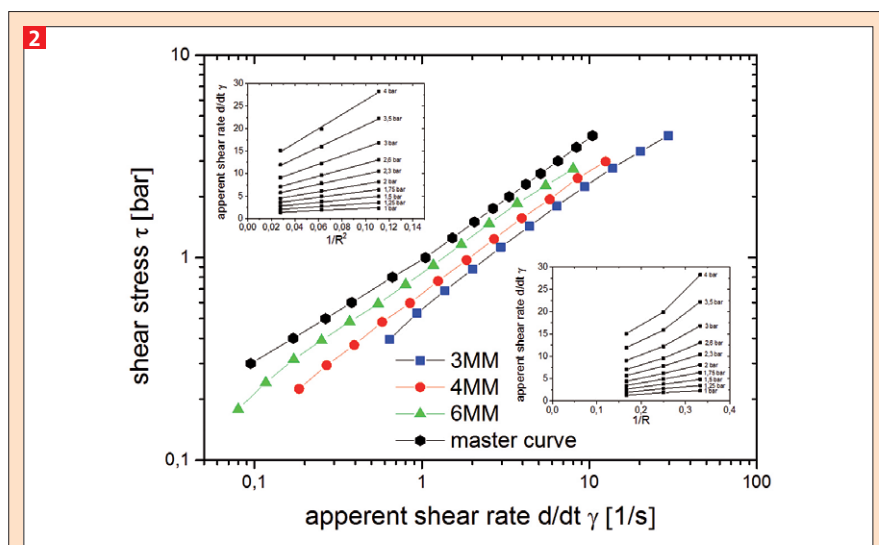 2
10
1
0,1
shear stress τ [bar]
0,1
1
10
100
apperent shear rate d/dt γ [1/s]
3MM
4MM
6MM
master curve
apperent shear rate d/dt γ
30
25
20
15
10
5
0
0,00 0,02 0,04 0,06 0,08 0,10 0,12 0,14
1/R²
4 bar
3,5 bar
3 bar
2,6 bar
2,3 bar
2 bar
1,75 bar
1,5 bar
1,25 bar
1 bar
apperent shear rate d/dt γ
30
25
20
15
10
5
0
0,0 0,1 0,2 0,3 0,4
1/R
4 bar
3,5 bar
3 bar
2,6 bar
2,3 bar
2 bar
1,75 bar
1,5 bar
1,25 bar
1 bar